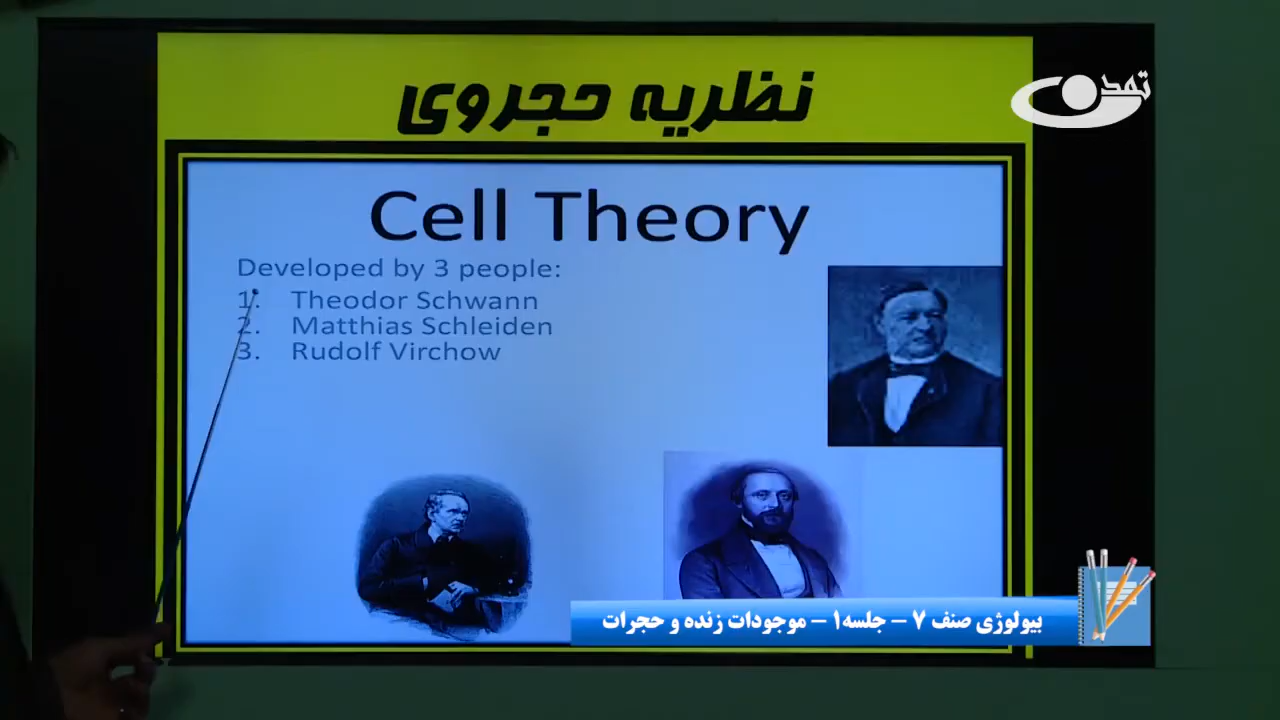 نظریه حجروی
تمدن
Cell Theory
Developed by 3 people:
1. Theodor Schwann
2. Matthias Schleiden
3. Rudolf Virchow
بیولوژی صنف ۷ – جلسه۱ – موجودات زنده و حجرات